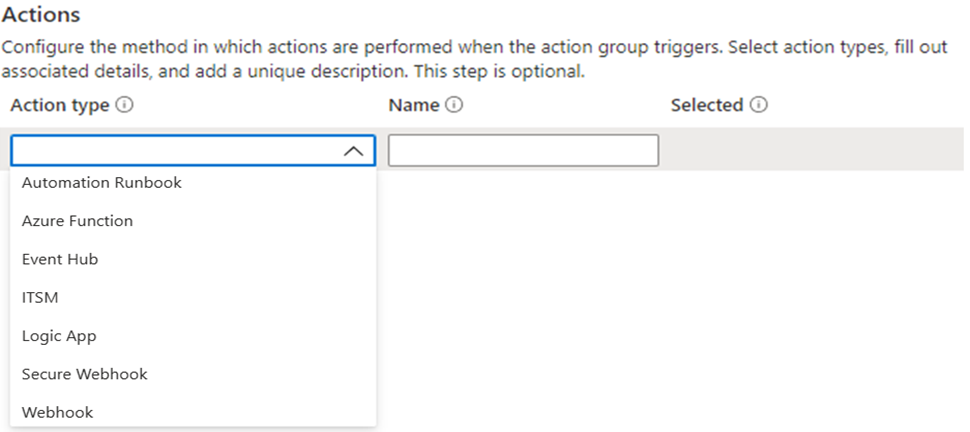 Actions
Configure the method in which actions are performed when the action group triggers. Select action types, fill out
associated details, and add a unique description. This step is optional.
Action type Name Selected
Automation Runbook
Azure Function
Event Hub
ITSM
Logic App
Secure Webhook
Webhook